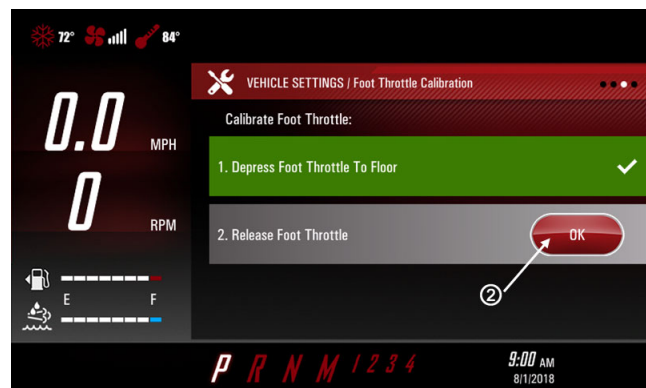 72° 84°
VEHICLE SETTINGS / Foot Throttle Calibration
Calibrate Foot Throttle:
0.0 MPH
1. Depress Foot Throttle To Floor
0 RPM
2. Release Foot Throttle OK
2
E F
P R N M 1 2 3 4
9:00 AM
8/1/2018